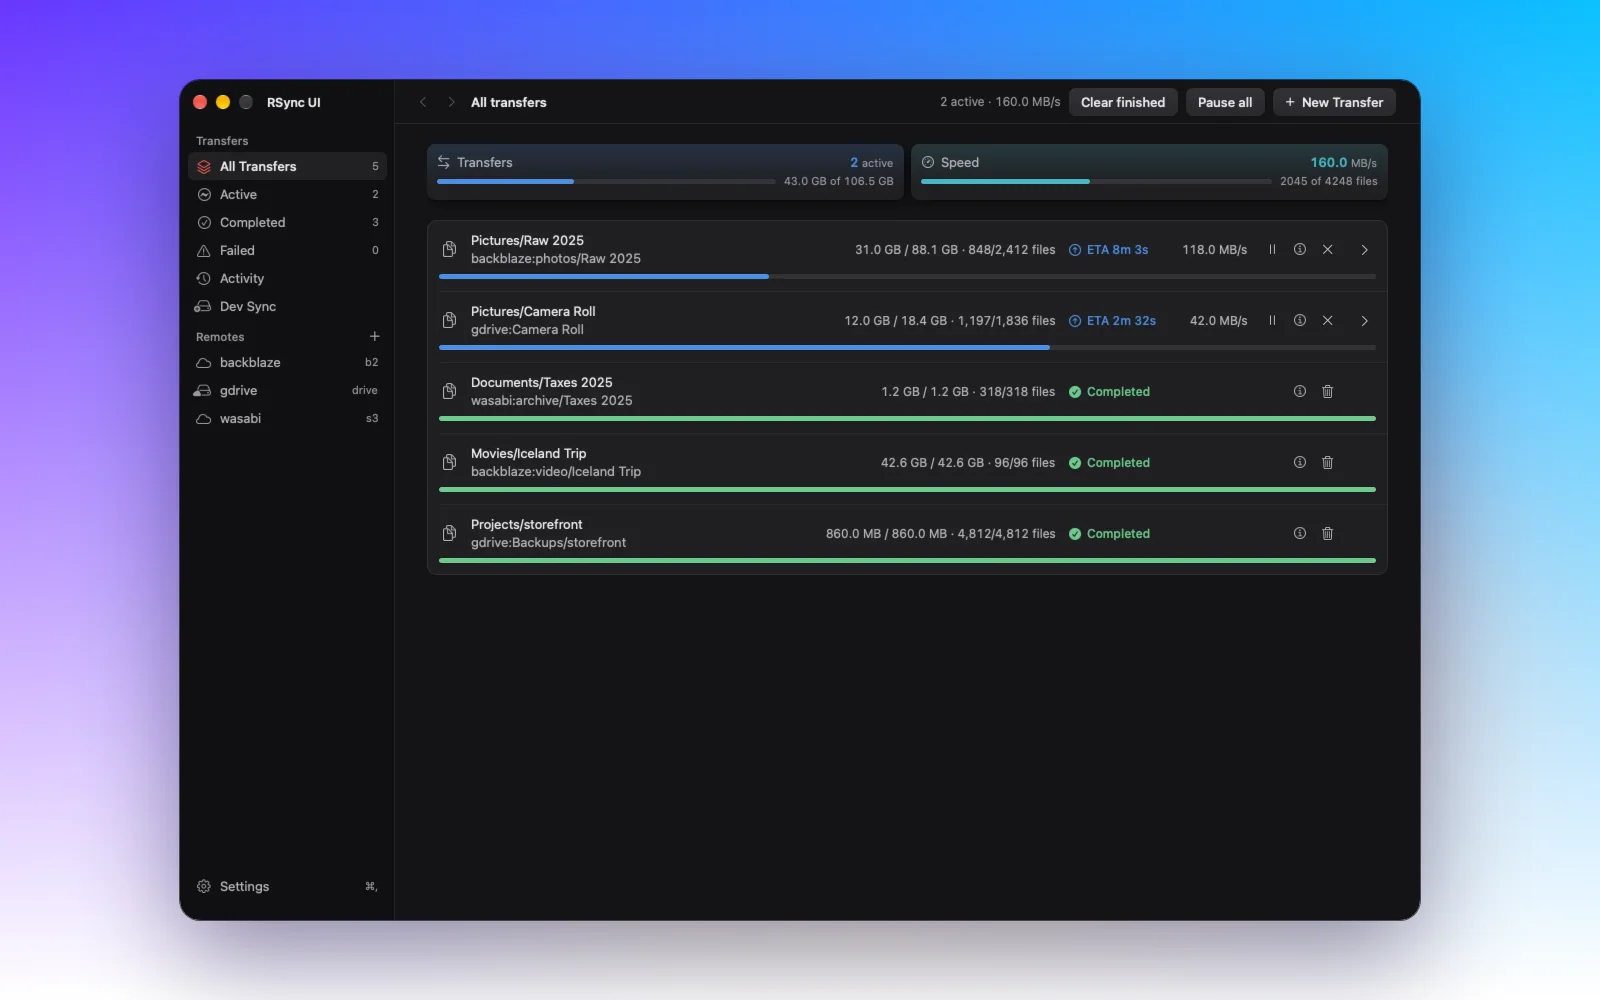 RSync UI
Transfers
All Transfers 5
Active 2
Completed 3
Failed 0
Activity
Dev Sync
Remotes +
backblaze b2
gdrive drive
wasabi s3
Settings ⌘,
All transfers
2 active · 160.0 MB/s
Clear finished
Pause all
+ New Transfer
Transfers 2 active
43.0 GB of 106.5 GB
Speed 160.0 MB/s
2045 of 4248 files
Pictures/Raw 2025
backblaze:photos/Raw 2025
31.0 GB / 88.1 GB · 848/2,412 files ETA 8m 3s 118.0 MB/s
Pictures/Camera Roll
gdrive:Camera Roll
12.0 GB / 18.4 GB · 1,197/1,836 files ETA 2m 32s 42.0 MB/s
Documents/Taxes 2025
wasabi:archive/Taxes 2025
1.2 GB / 1.2 GB · 318/318 files Completed
Movies/Iceland Trip
backblaze:video/Iceland Trip
42.6 GB / 42.6 GB · 96/96 files Completed
Projects/storefront
gdrive:Backups/storefront
860.0 MB / 860.0 MB · 4,812/4,812 files Completed